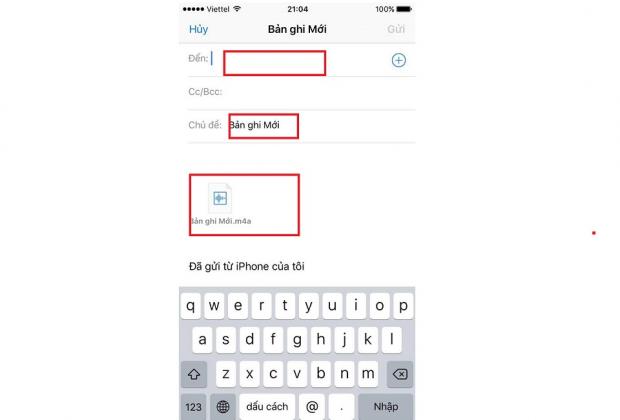 Viettel 21:04 100%
Hủy Bản ghi Mới Gửi
Đến:
Cc/Bcc:
Chủ đề: Bản ghi Mới
Bản ghi Mới.m4a
Đã gửi từ iPhone của tôi
q w e r t y u i o p
a s d f g h j k l
z x c v b n m
123 dấu cách @ . Nhập